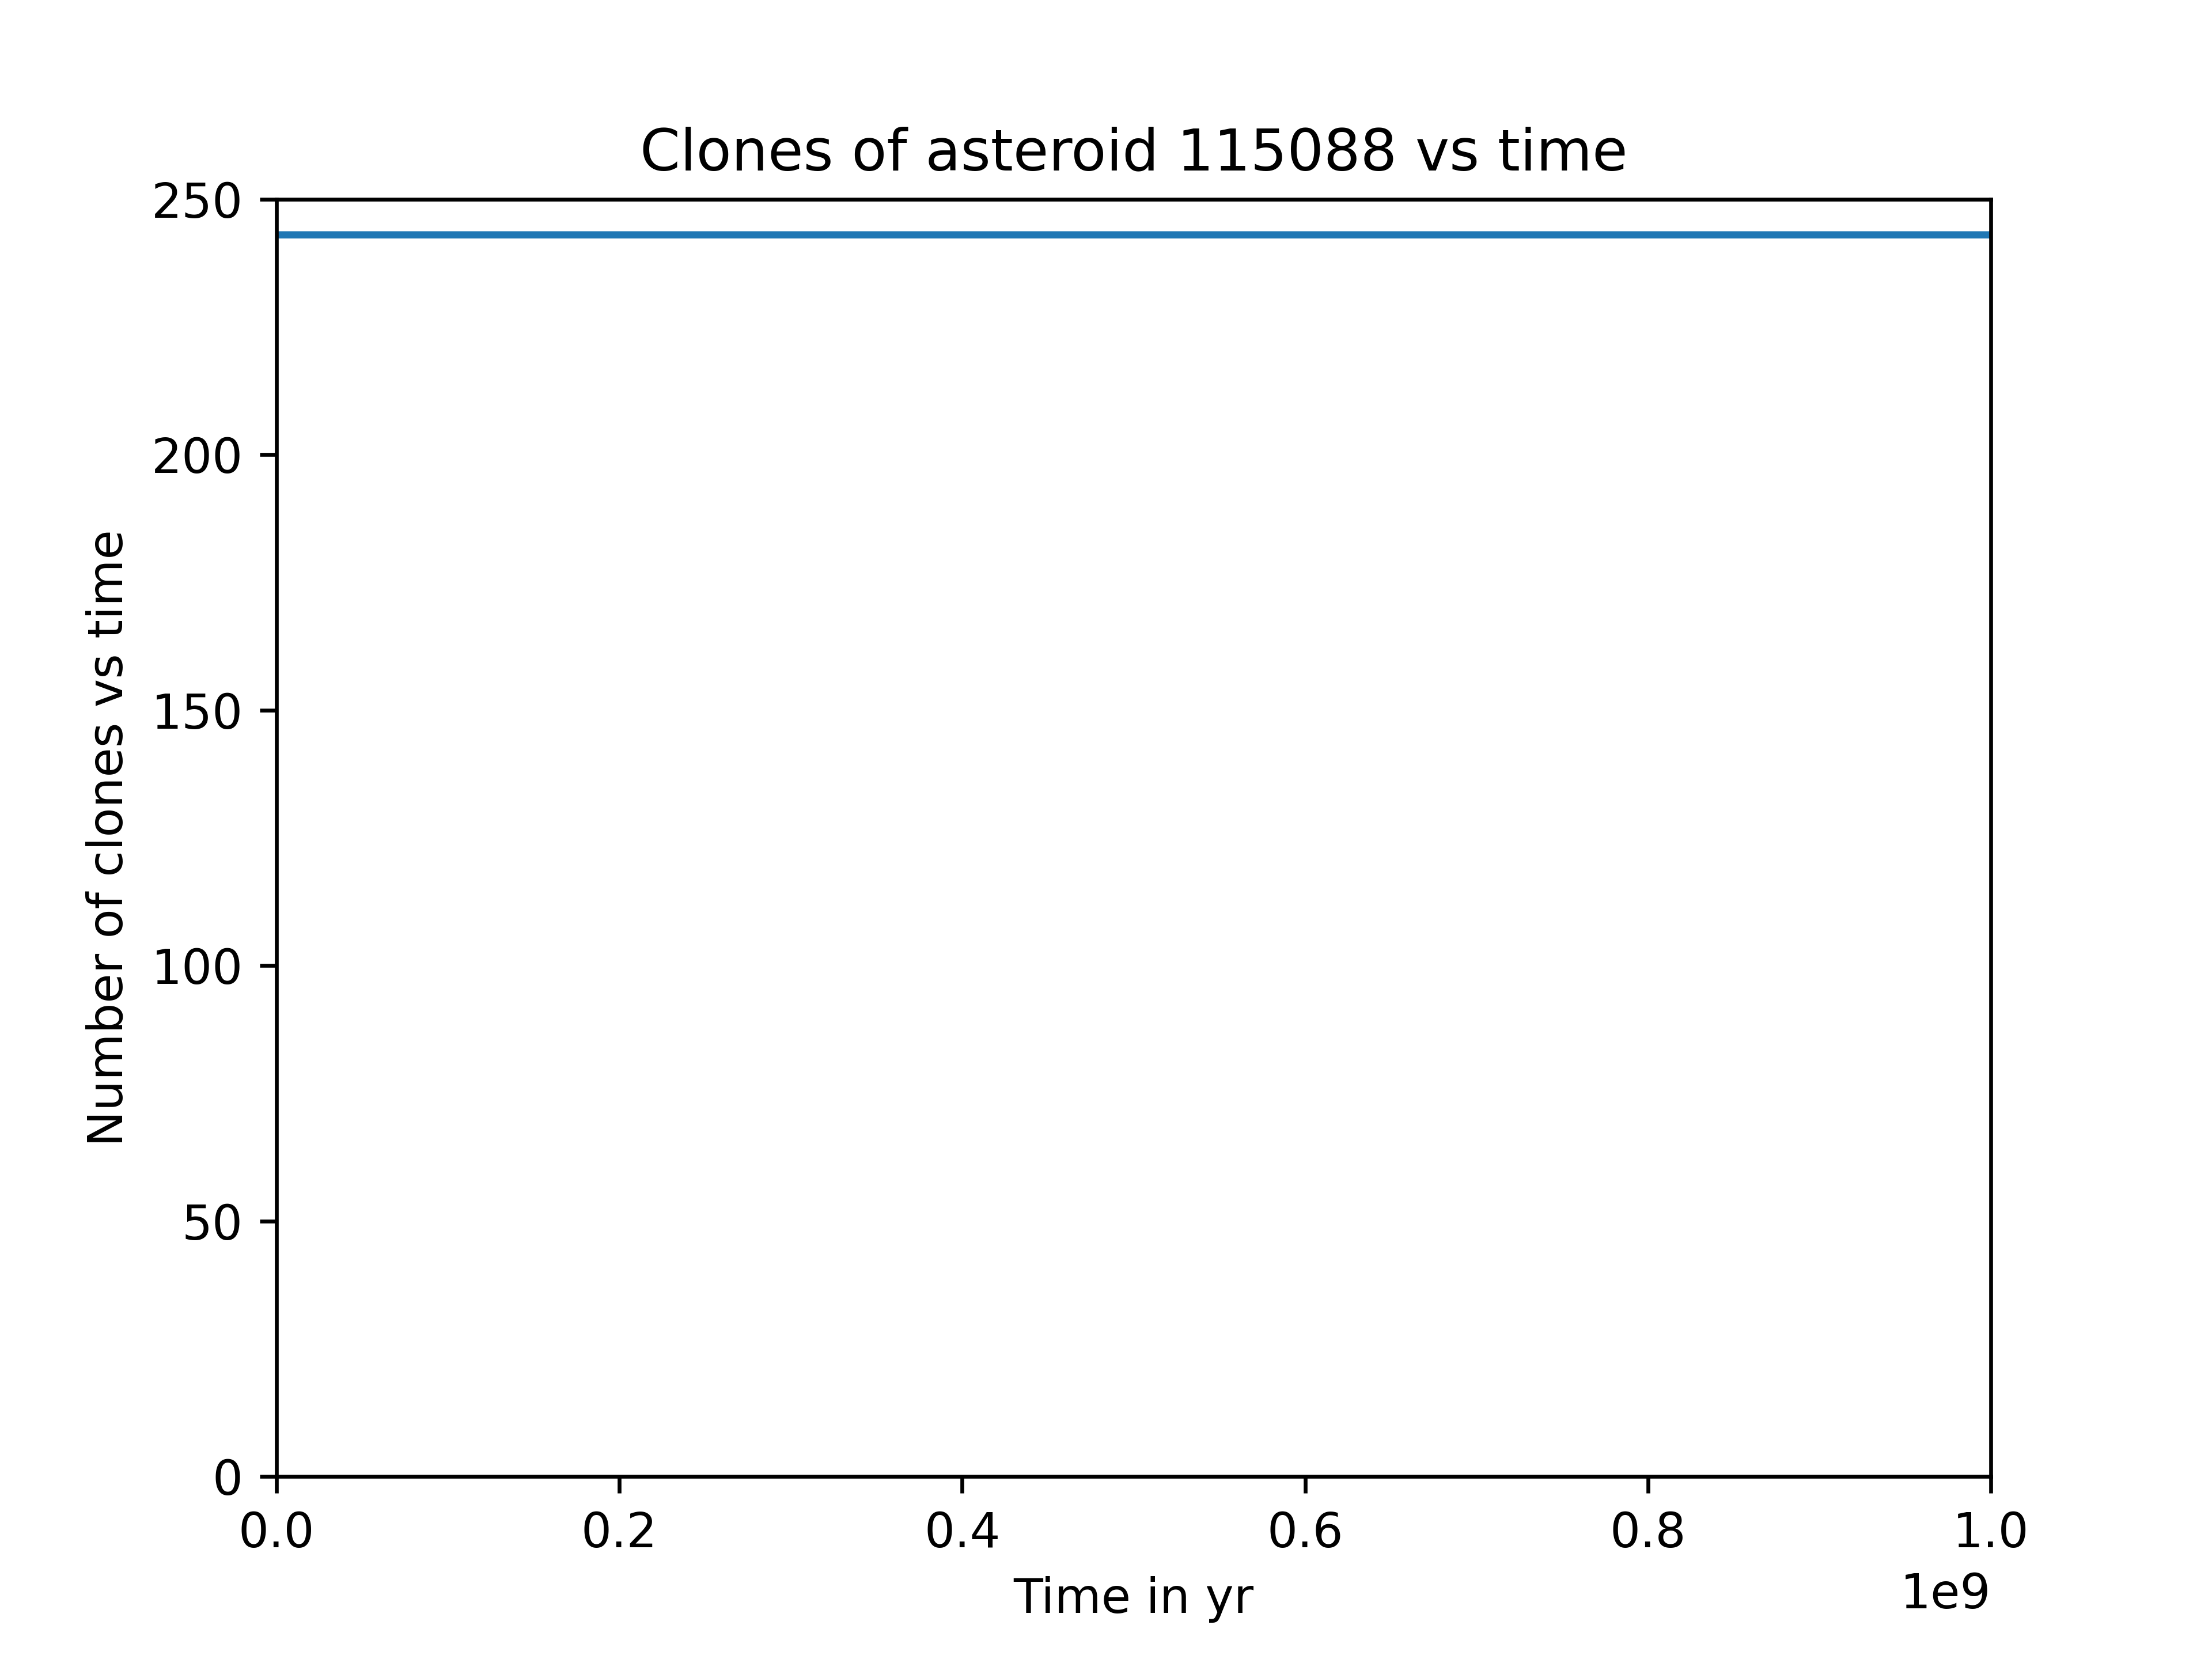 Clones of asteroid 115088 vs time
250
200
150
100
50
0
Number of clones vs time
0.0 0.2 0.4 0.6 0.8 1.0
1e9
Time in yr